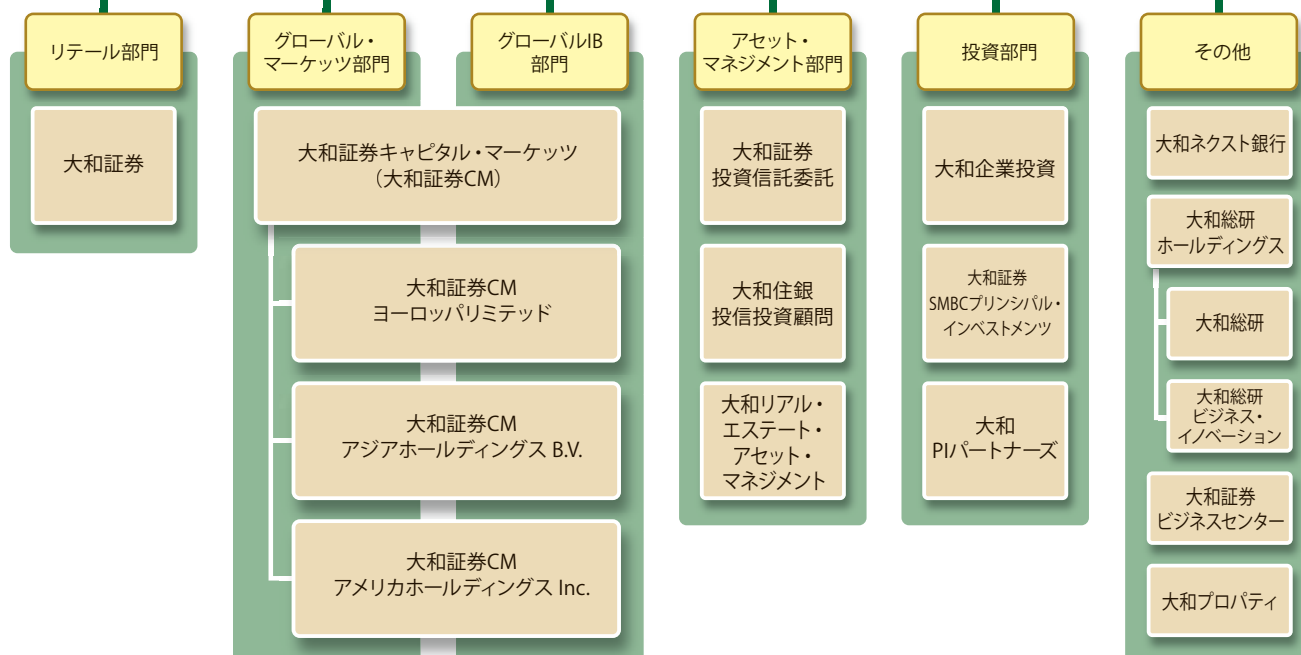 リテール部門
大和証券
グローバル・
マーケッツ部門
グローバルIB
部門
大和証券キャピタル・マーケッツ
（大和証券CM）
大和証券CM
ヨーロッパリミテッド
大和証券CM
アジアホールディングス B.V.
大和証券CM
アメリカホールディングス Inc.
アセット・
マネジメント部門
大和証券
投資信託委託
大和住銀
投信投資顧問
大和リアル・
エステート・
アセット・
マネジメント
投資部門
大和企業投資
大和証券
SMBCプリンシパル・
インベストメンツ
大和
PIパートナーズ
その他
大和ネクスト銀行
大和総研
ホールディングス
大和総研
大和総研
ビジネス・
イノベーション
大和証券
ビジネスセンター
大和プロパティ